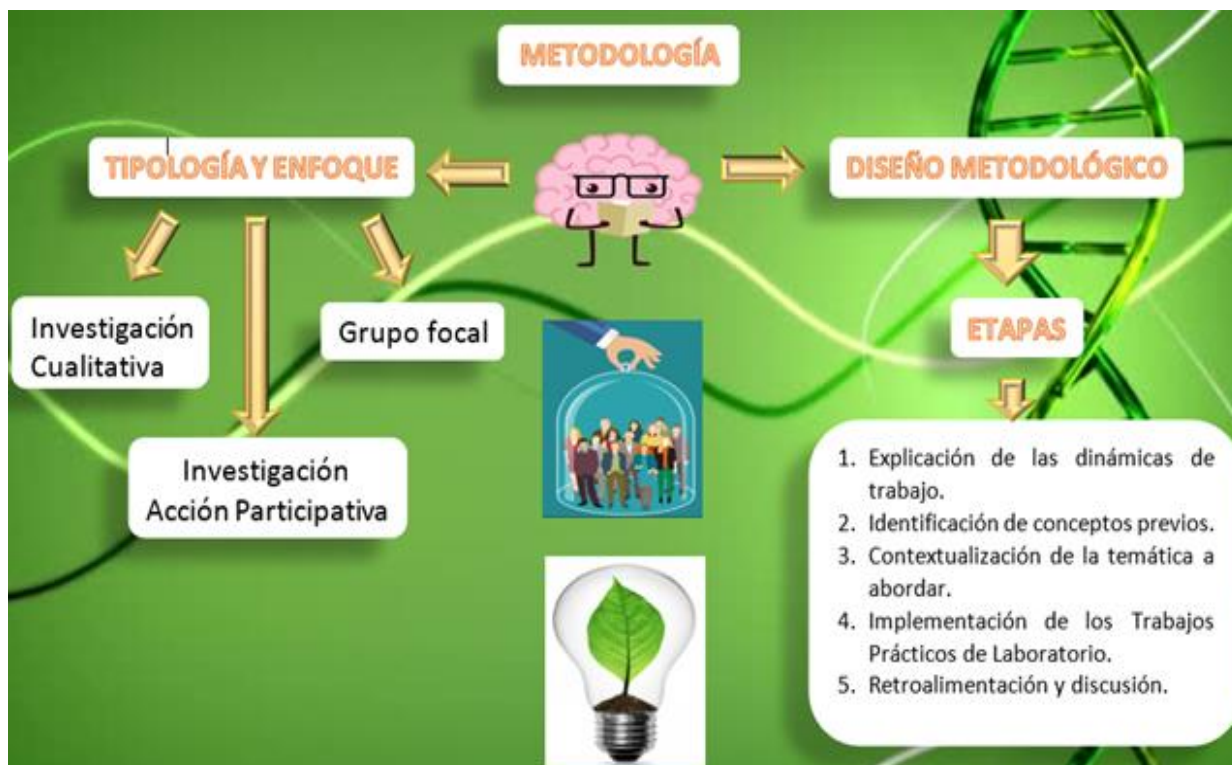 METODOLOGÍA
TIPOLOGÍA Y ENFOQUE
DISEÑO METODOLÓGICO
Investigación
Cualitativa
Grupo focal
Investigación
Acción Participativa
ETAPAS
1. Explicación de las dinámicas de
trabajo.
2. Identificación de conceptos previos.
3. Contextualización de la temática a
abordar.
4. Implementación de los Trabajos
Prácticos de Laboratorio.
5. Retroalimentación y discusión.